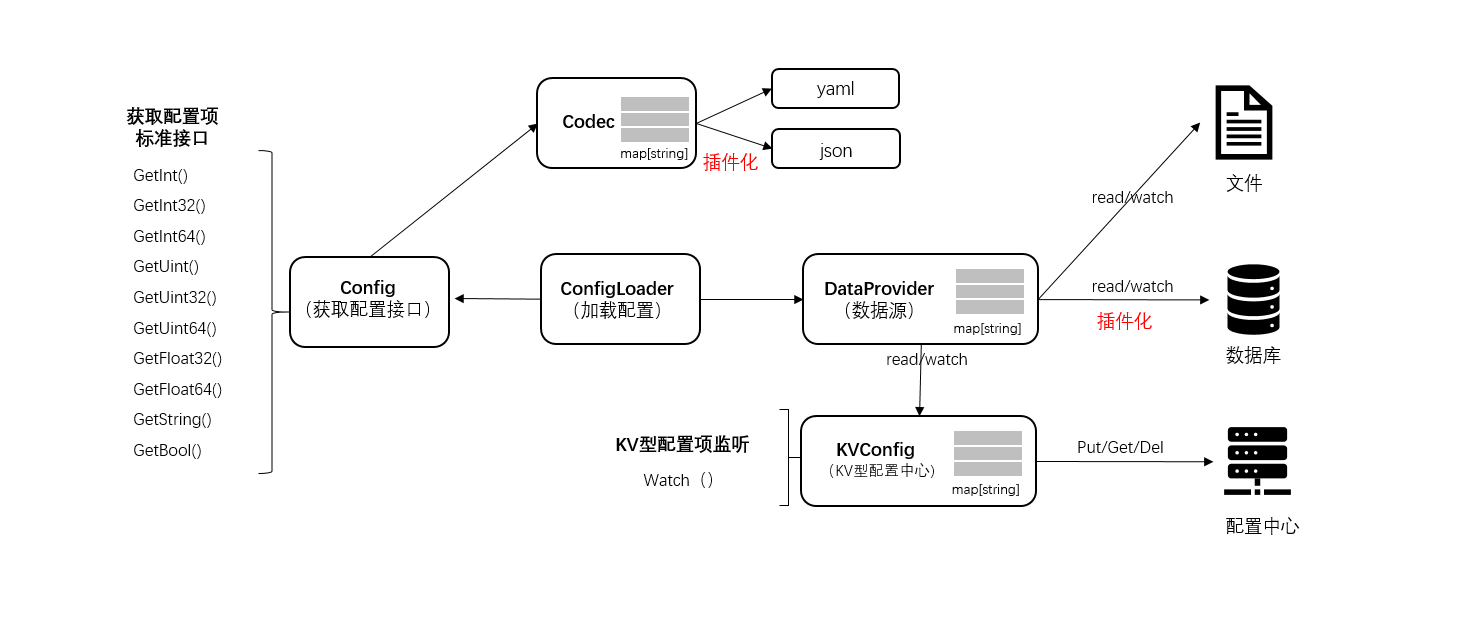 获取配置项
标准接口
GetInt()
GetInt32()
GetInt64()
GetUint()
GetUint32()
GetUint64()
GetFloat32()
GetFloat64()
GetString()
GetBool()
Config
（获取配置接口）
Codec
map[string]
插件化
yaml
json
ConfigLoader
（加载配置）
DataProvider
（数据源）
map[string]
read/watch
文件
read/watch
插件化
数据库
read/watch
KV型配置项监听
Watch（）
KVConfig
（KV型配置中心）
map[string]
Put/Get/Del
配置中心